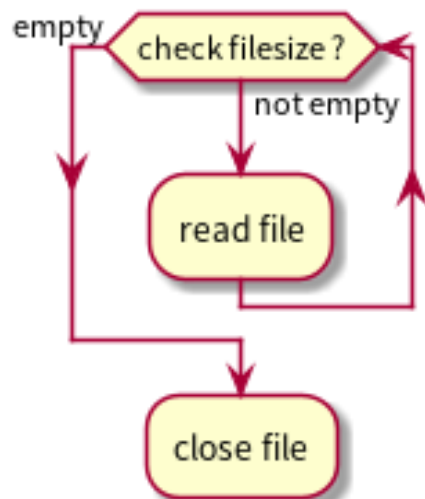 empty
check filesize ?
not empty
read file
close file